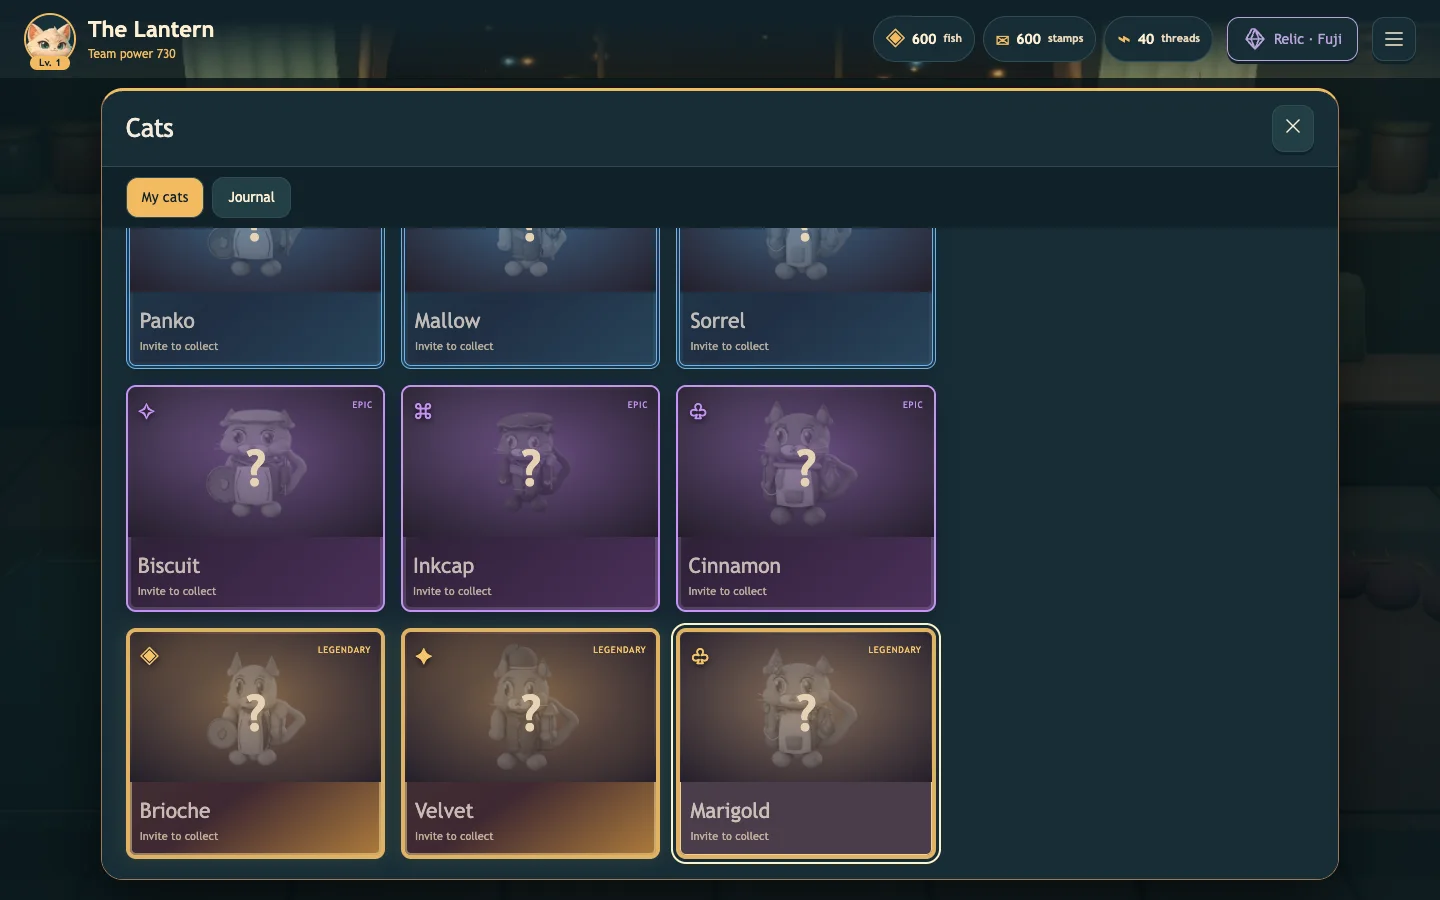 The Lantern
Team power 730
Lv. 1
600 fish
600 stamps
40 threads
Relic · Fuji
Cats
My cats
Journal
? ? ?
Panko
Invite to collect
Mallow
Invite to collect
Sorrel
Invite to collect
EPIC
?
Biscuit
Invite to collect
EPIC
?
Inkcap
Invite to collect
EPIC
?
Cinnamon
Invite to collect
LEGENDARY
?
Brioche
Invite to collect
LEGENDARY
?
Velvet
Invite to collect
LEGENDARY
?
Marigold
Invite to collect